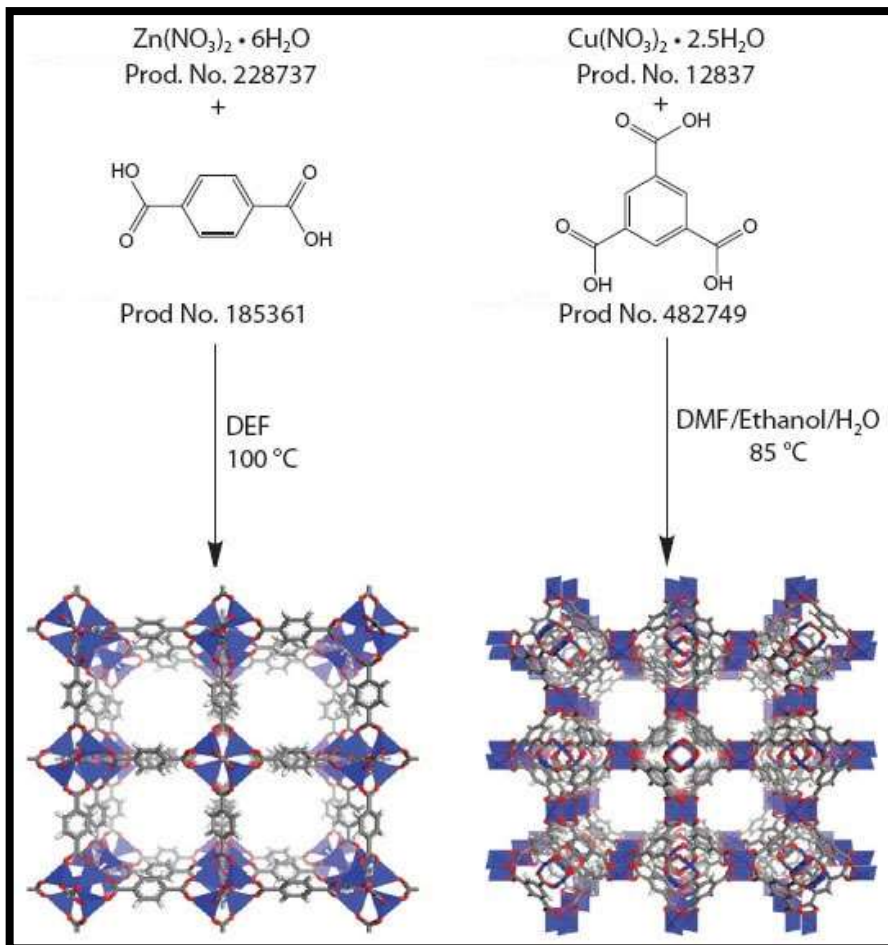 Zn(NO₃)₂ • 6H₂O
Prod. No. 228737
+
HO
O
O
OH
Prod No. 185361
DEF
100 °C
Cu(NO₃)₂ • 2.5H₂O
Prod. No. 12837
+
O
OH
O
OH
O
OH
Prod No. 482749
DMF/Ethanol/H₂O
85 °C